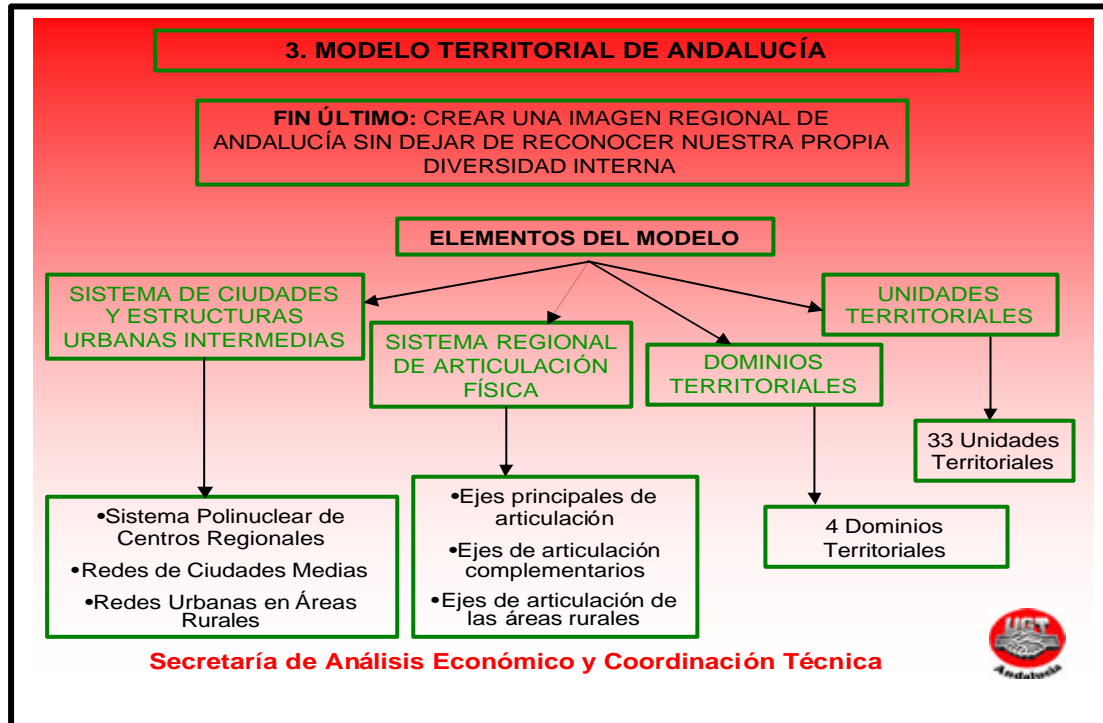 3. MODELO TERRITORIAL DE ANDALUCÍA
FIN ÚLTIMO: CREAR UNA IMAGEN REGIONAL DE
ANDALUCÍA SIN DEJAR DE RECONOCER NUESTRA PROPIA
DIVERSIDAD INTERNA
ELEMENTOS DEL MODELO
SISTEMA DE CIUDADES
Y ESTRUCTURAS
URBANAS INTERMEDIAS
SISTEMA REGIONAL
DE ARTICULACIÓN
FÍSICA
DOMINIOS
TERRITORIALES
UNIDADES
TERRITORIALES
•Sistema Polinuclear de
Centros Regionales
•Redes de Ciudades Medias
•Redes Urbanas en Áreas
Rurales
•Ejes principales de
articulación
•Ejes de articulación
complementarios
•Ejes de articulación de
las áreas rurales
4 Dominios
Territoriales
33 Unidades
Territoriales
Secretaría de Análisis Económico y Coordinación Técnica
UGT
Andalucía